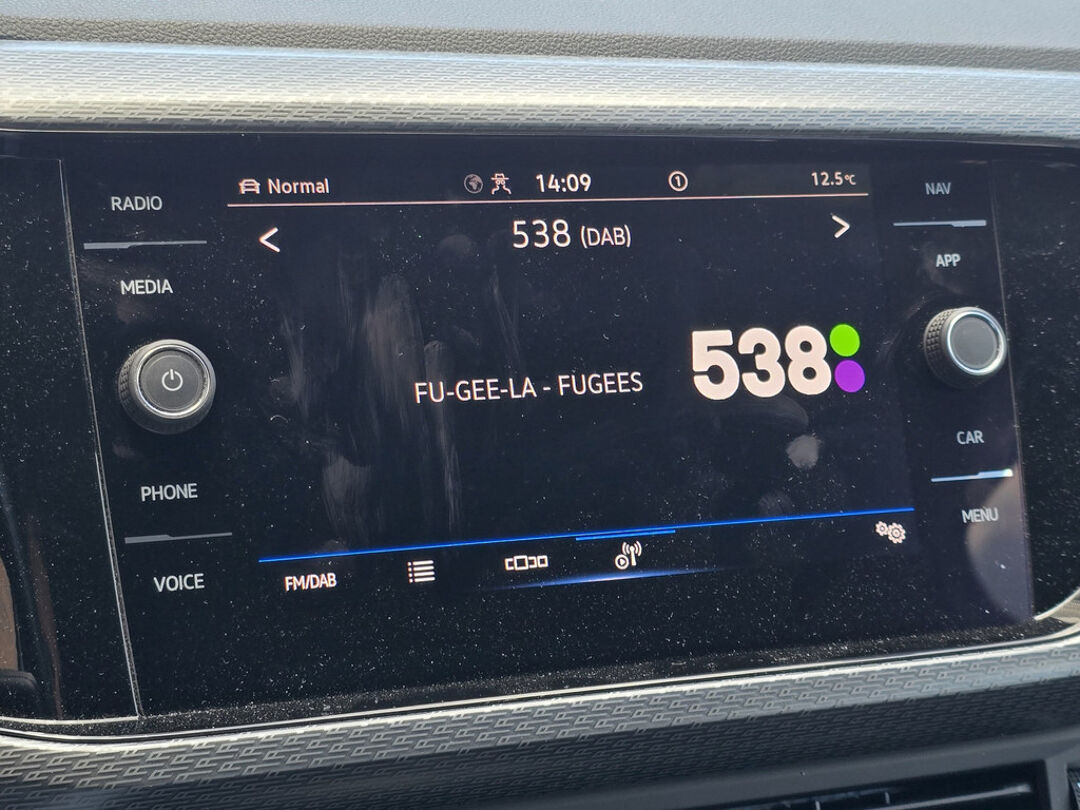 RADIO
MEDIA
PHONE
VOICE
Normal
14:09
1
12.5°C
< 538 (DAB) >
FU-GEE-LA - FUGEES
538
FM/DAB
NAV
APP
CAR
MENU